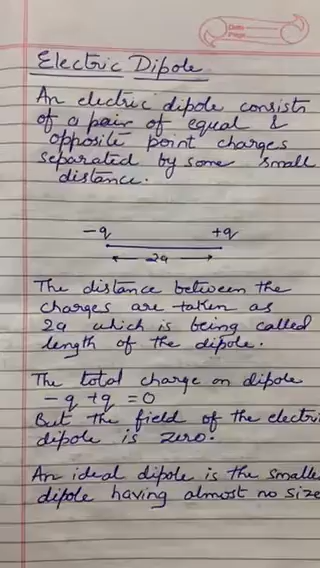 Date
Page
Electric Dipole
An electric dipole consists
of a pair of equal &
opposite point charges
separated by some small
distance.
-q +q
2a
The distance between the
charges are taken as
2a which is being called
length of the dipole.
The total charge on dipole
- q + q = 0
But the field of the electri
dipole is zero.
An ideal dipole is the smalle
dipole having almost no size